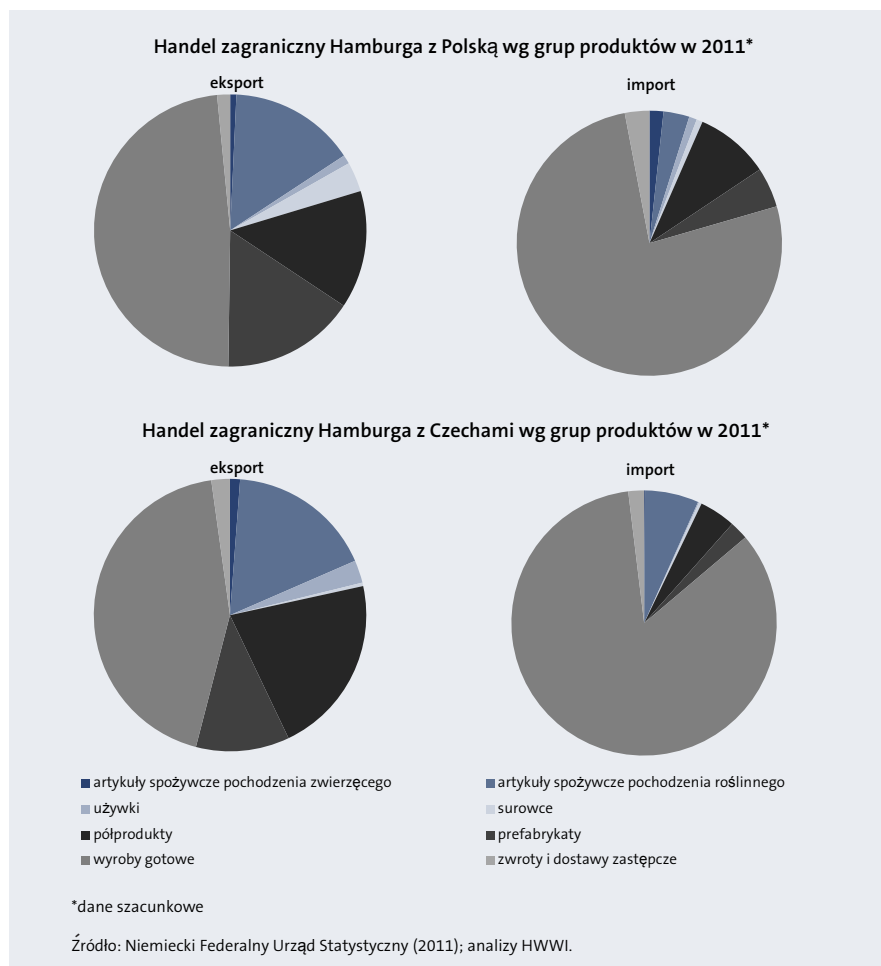 Handel zagraniczny Hamburga z Polską wg grup produktów w 2011*
eksport import
Handel zagraniczny Hamburga z Czechami wg grup produktów w 2011*
eksport import
artykuły spożywcze pochodzenia zwierzęcego artykuły spożywcze pochodzenia roślinnego
używki surowce
półprodukty prefabrykaty
wyroby gotowe zwroty i dostawy zastępcze
*dane szacunkowe
Źródło: Niemiecki Federalny Urząd Statystyczny (2011); analizy HWWI.